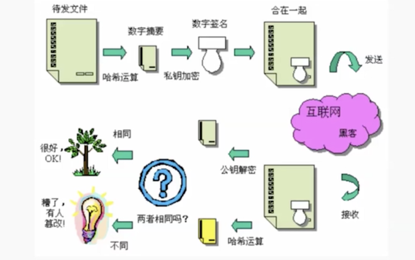 待发文件
数字摘要
数字签名
合在一起
哈希运算
私钥加密
发送
互联网
黑客
很好,
OK!
相同
公钥解密
糟了,
有人
篡改!
两者相同吗?
不同
哈希运算
接收